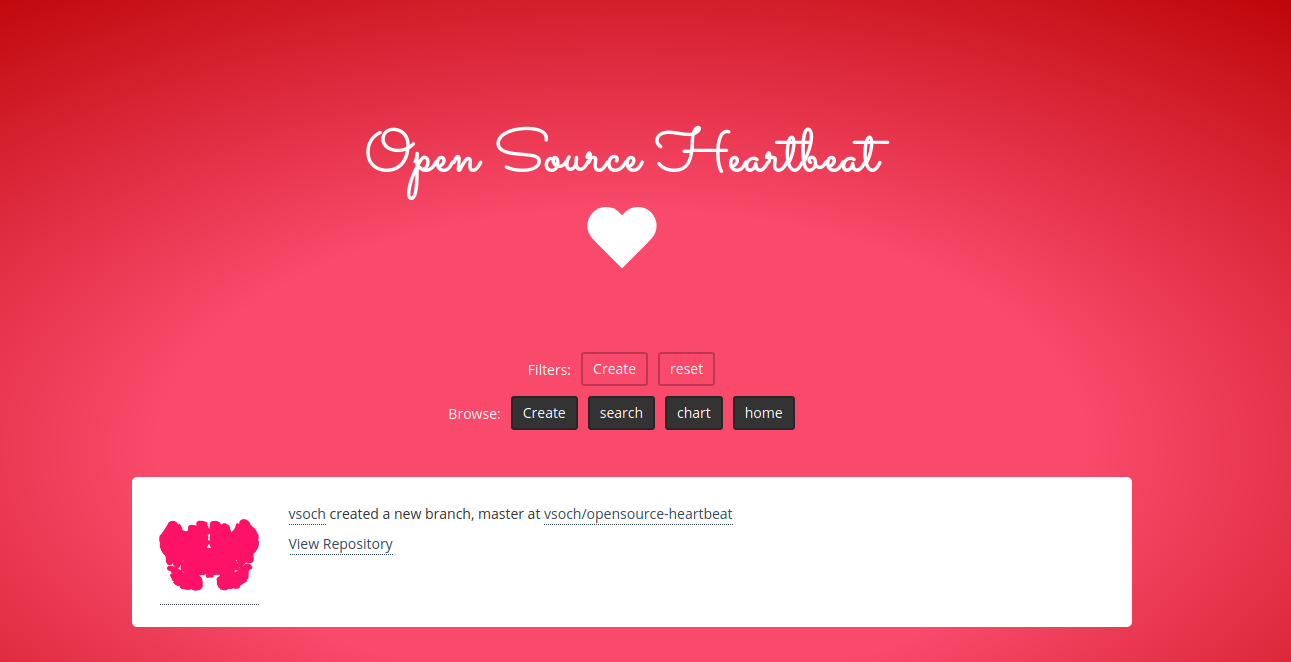 Open Source Heartbeat
Filters: Create reset
Browse: Create search chart home
vsoch created a new branch, master at vsoch/opensource-heartbeat
View Repository